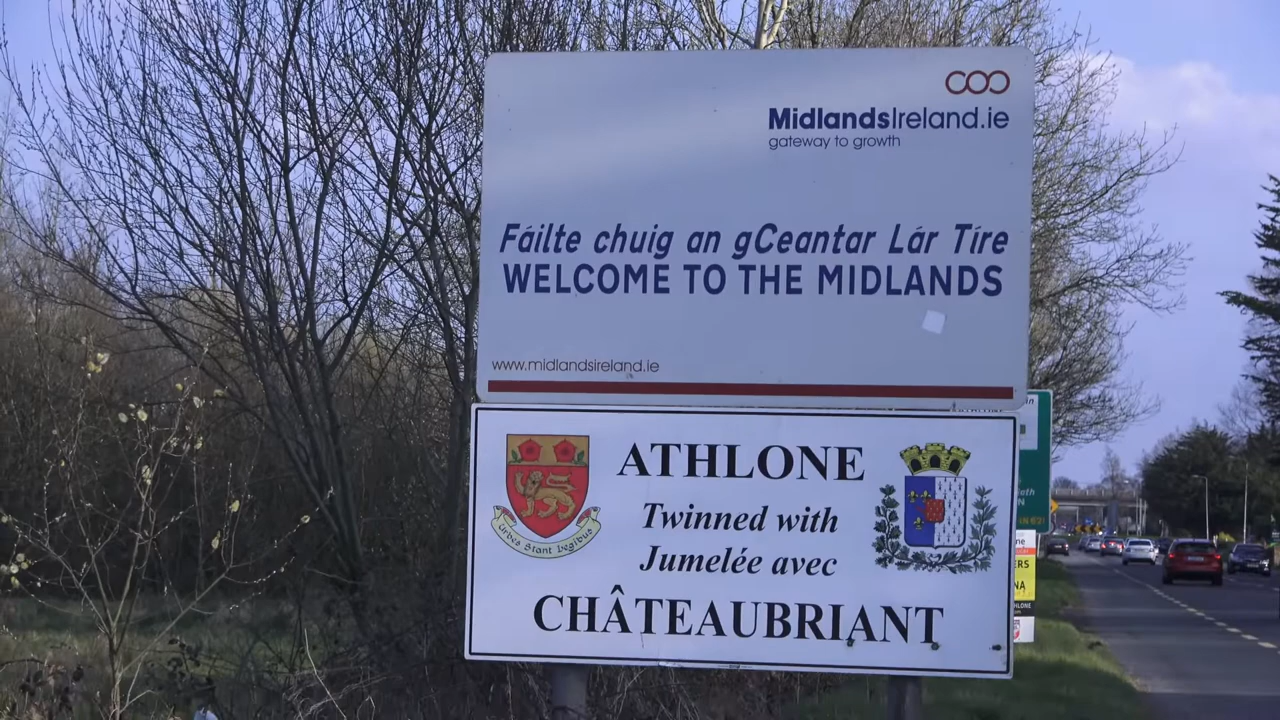 MidlandsIreland.ie
gateway to growth
Fáilte chuig an gCeantar Lár Tíre
WELCOME TO THE MIDLANDS
www.midlandsireland.ie
ATHLONE
Twinned with
Jumelée avec
CHÂTEAUBRIANT
Urbes Stant Legibus